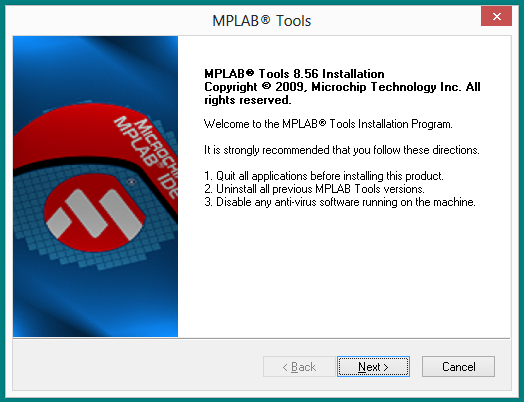 MPLAB® Tools
MPLAB® Tools 8.56 Installation
Copyright © 2009, Microchip Technology Inc. All
rights reserved.
Welcome to the MPLAB® Tools Installation Program.
It is strongly recommended that you follow these directions.
1. Quit all applications before installing this product.
2. Uninstall all previous MPLAB Tools versions.
3. Disable any anti-virus software running on the machine.
MICROCHIP
MPLAB® IDE
< Back
Next >
Cancel